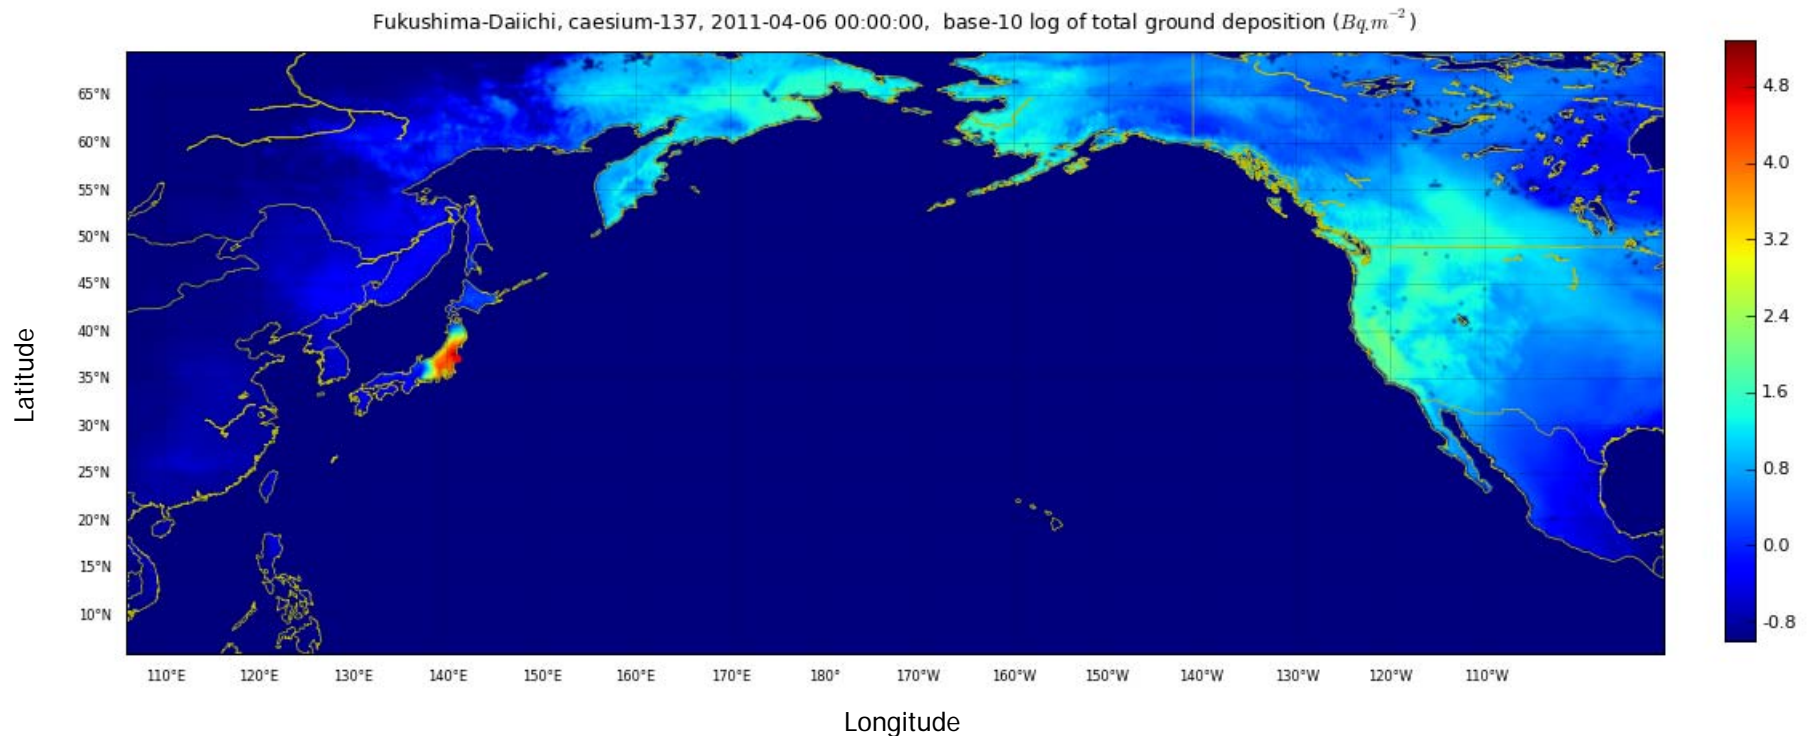 Fukushima-Daiichi, caesium-137, 2011-04-06 00:00:00, base-10 log of total ground deposition (Bq.m⁻²)
4.8
65°N
4.0
60°N
55°N
3.2
50°N
45°N
2.4
40°N
35°N
1.6
30°N
25°N
0.8
20°N
0.0
15°N
10°N
-0.8
Latitude
110°E 120°E 130°E 140°E 150°E 160°E 170°E 180° 170°W 160°W 150°W 140°W 130°W 120°W 110°W
Longitude